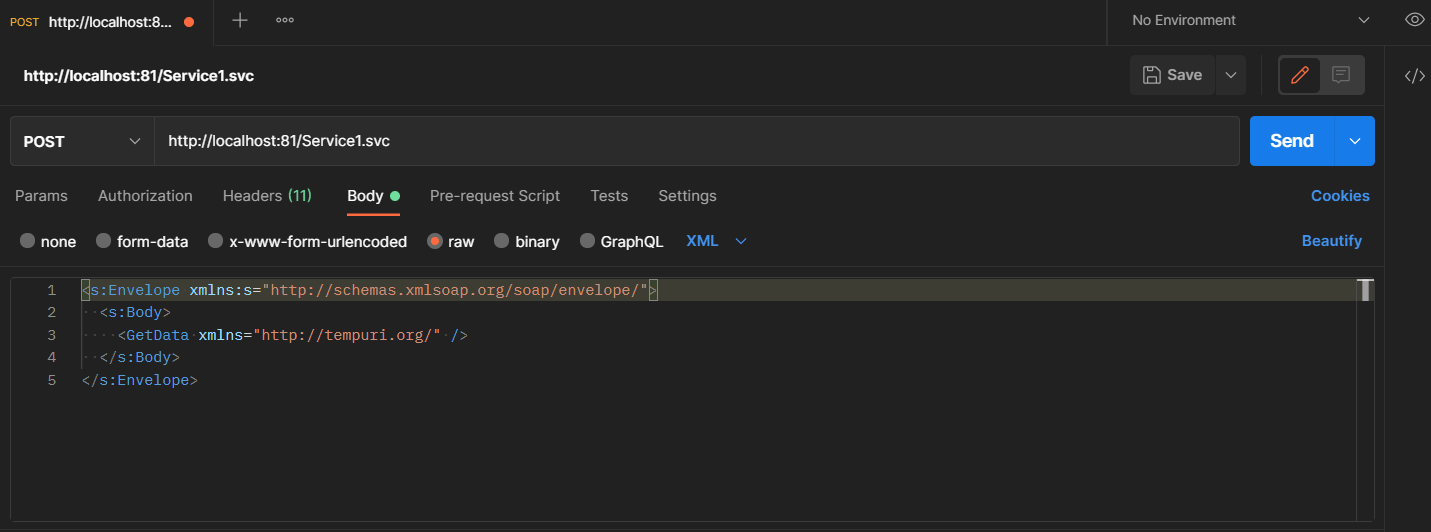 POST http://localhost:8... No Environment
http://localhost:81/Service1.svc Save
POST http://localhost:81/Service1.svc Send
Params Authorization Headers (11) Body Pre-request Script Tests Settings Cookies
none form-data x-www-form-urlencoded raw binary GraphQL XML Beautify
1 <s:Envelope xmlns:s="http://schemas.xmlsoap.org/soap/envelope/">
2 <s:Body>
3 <GetData xmlns="http://tempuri.org/" />
4 </s:Body>
5 </s:Envelope>